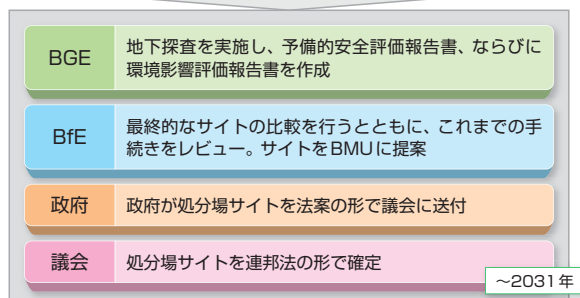 BGE
地下探査を実施し、予備的安全評価報告書、ならびに
環境影響評価報告書を作成
BfE
最終的なサイトの比較を行うとともに、これまでの手
続きをレビュー。サイトをBMUに提案
政府
政府が処分場サイトを法案の形で議会に送付
議会
処分場サイトを連邦法の形で確定
～2031年